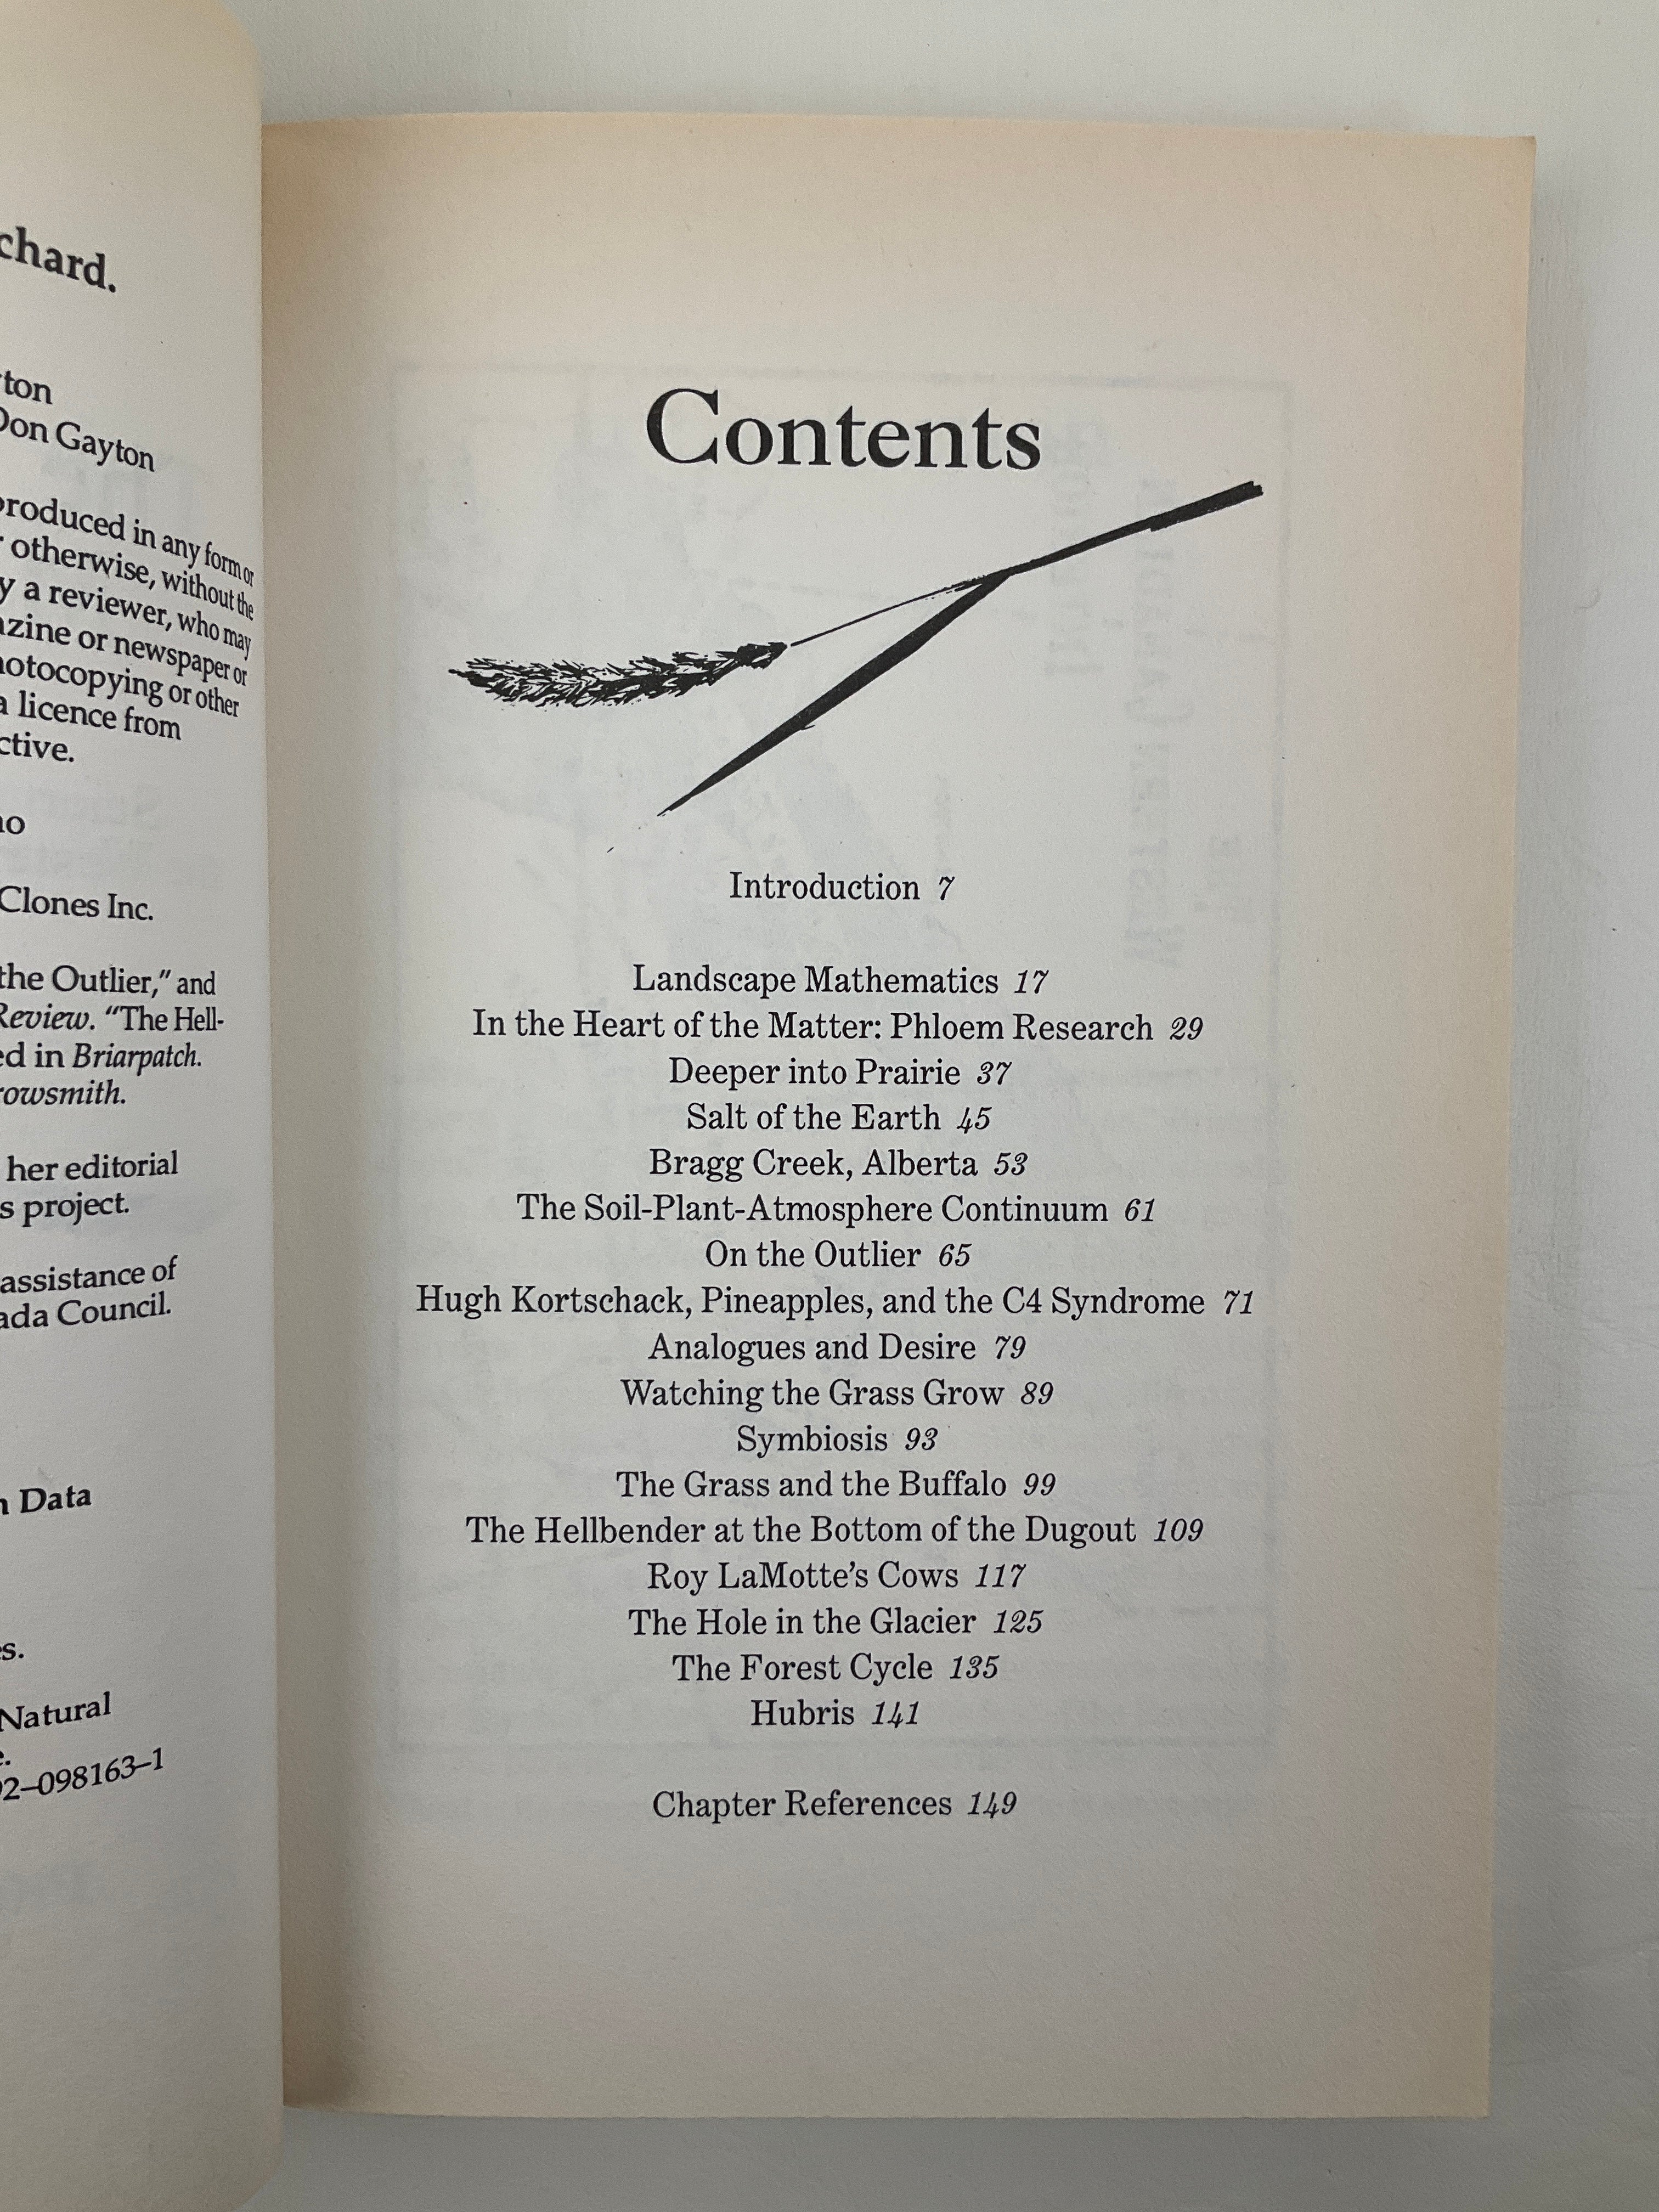 chard.
ton
Don Gayton
produced in any form or
otherwise, without the
y a reviewer, who may
azine or newspaper or
hotocopying or other
a licence from
ctive.
no
Clones Inc.
the Outlier," and
Review. "The Hell-
ed in Briarpatch.
rowsmith.
her editorial
s project.
assistance of
ada Council.
n Data
es.
Natural
e.
92–098163–1
Contents
Introduction 7
Landscape Mathematics 17
In the Heart of the Matter: Phloem Research 29
Deeper into Prairie 37
Salt of the Earth 45
Bragg Creek, Alberta 53
The Soil-Plant-Atmosphere Continuum 61
On the Outlier 65
Hugh Kortschack, Pineapples, and the C4 Syndrome 71
Analogues and Desire 79
Watching the Grass Grow 89
Symbiosis 93
The Grass and the Buffalo 99
The Hellbender at the Bottom of the Dugout 109
Roy LaMotte’s Cows 117
The Hole in the Glacier 125
The Forest Cycle 135
Hubris 141
Chapter References 149